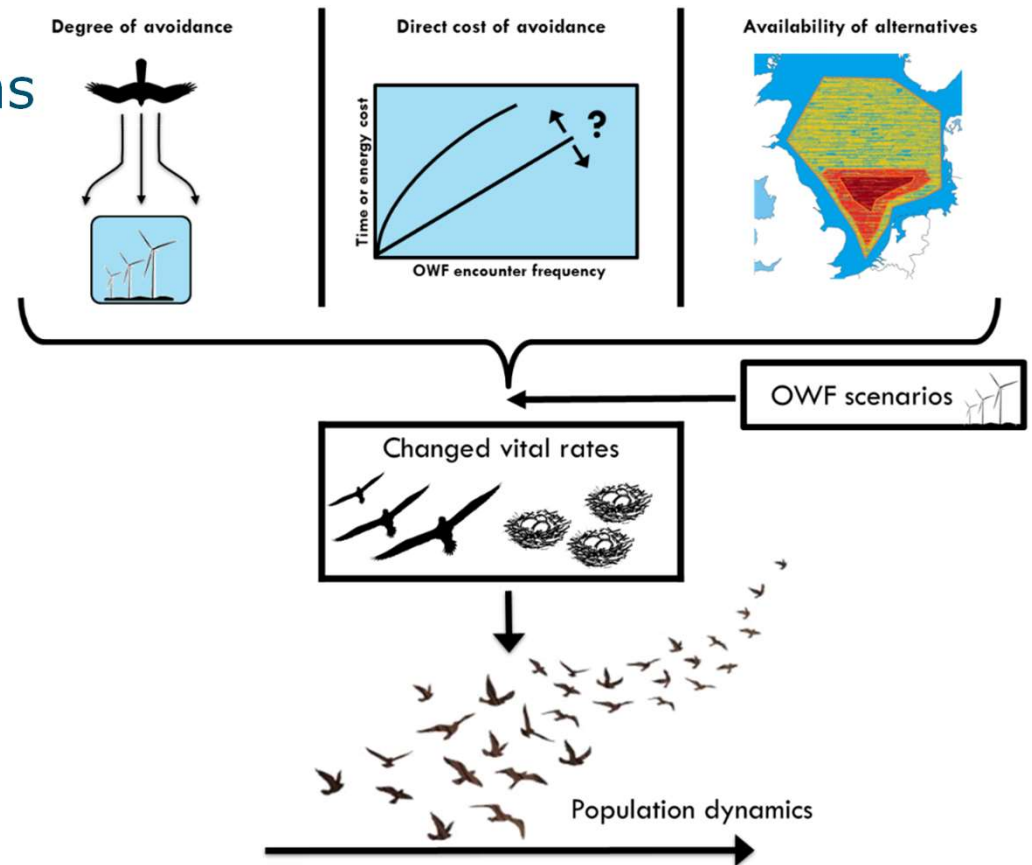 Degree of avoidance
Direct cost of avoidance
Availability of alternatives
Time or energy cost
?
OWF encounter frequency
OWF scenarios
Changed vital rates
Population dynamics